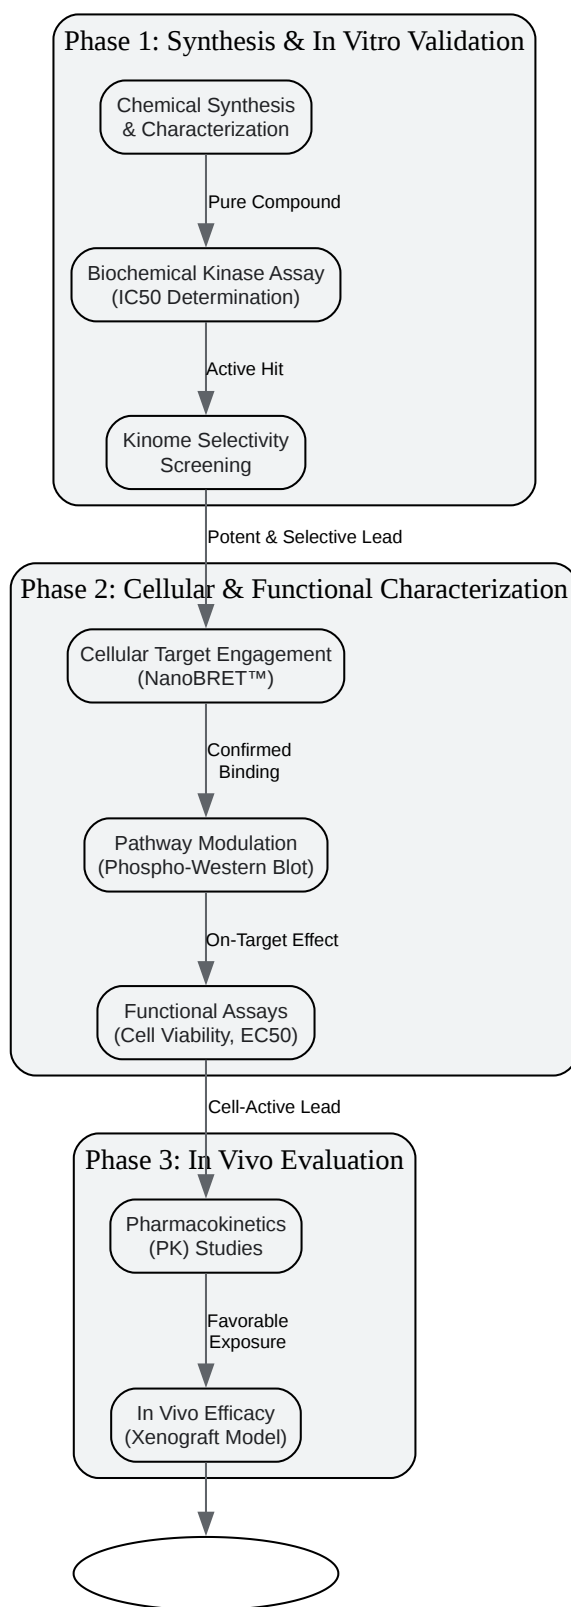 Phase 1: Synthesis & In Vitro Validation
Chemical Synthesis
& Characterization
Pure Compound
Biochemical Kinase Assay
(IC50 Determination)
Active Hit
Kinome Selectivity
Screening
Potent & Selective Lead
Phase 2: Cellular & Functional Characterization
Cellular Target Engagement
(NanoBRET™)
Confirmed
Binding
Pathway Modulation
(Phospho-Western Blot)
On-Target Effect
Functional Assays
(Cell Viability, EC50)
Cell-Active Lead
Phase 3: In Vivo Evaluation
Pharmacokinetics
(PK) Studies
Favorable
Exposure
In Vivo Efficacy
(Xenograft Model)